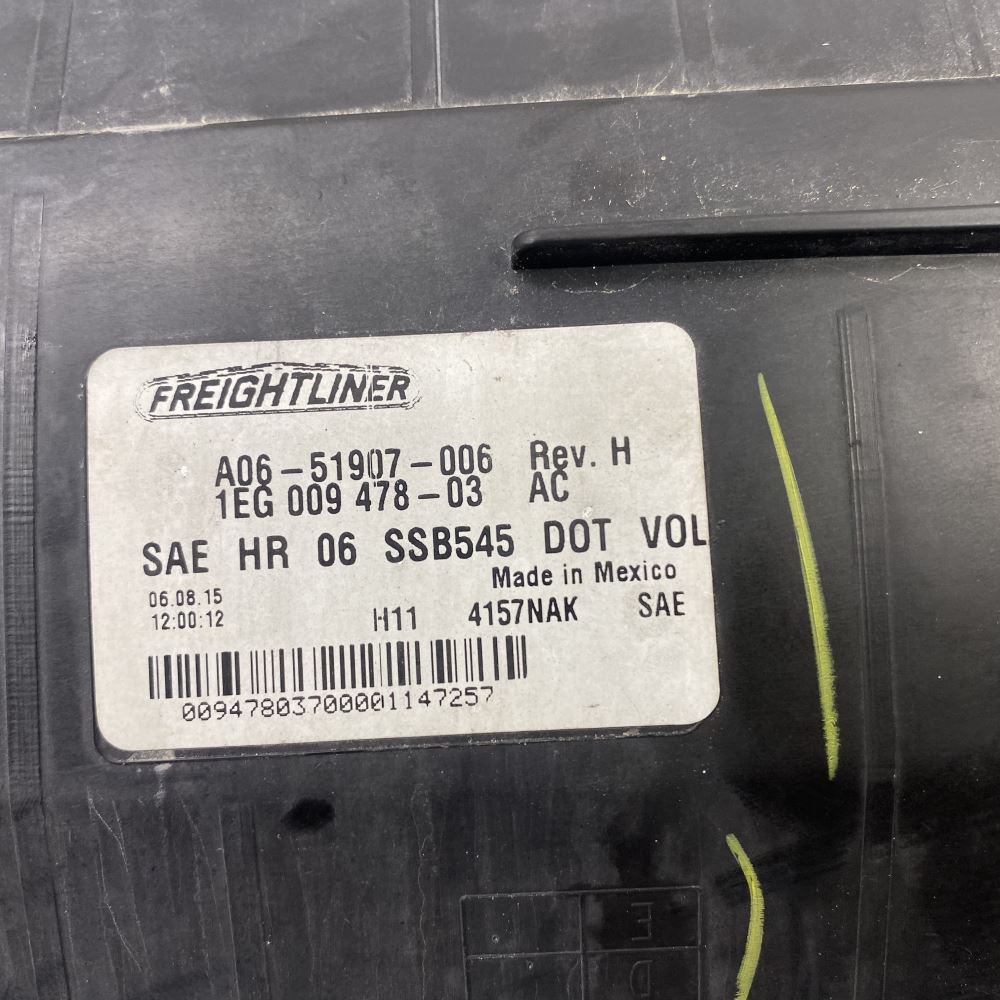 FREIGHTLINER
A06-51907-006 Rev. H
1EG 009 478-03 AC
SAE HR 06 SSB545 DOT VOL
Made in Mexico
06.08.15
12:00:12
H11 4157NAK SAE
00947803700001147257
E
D